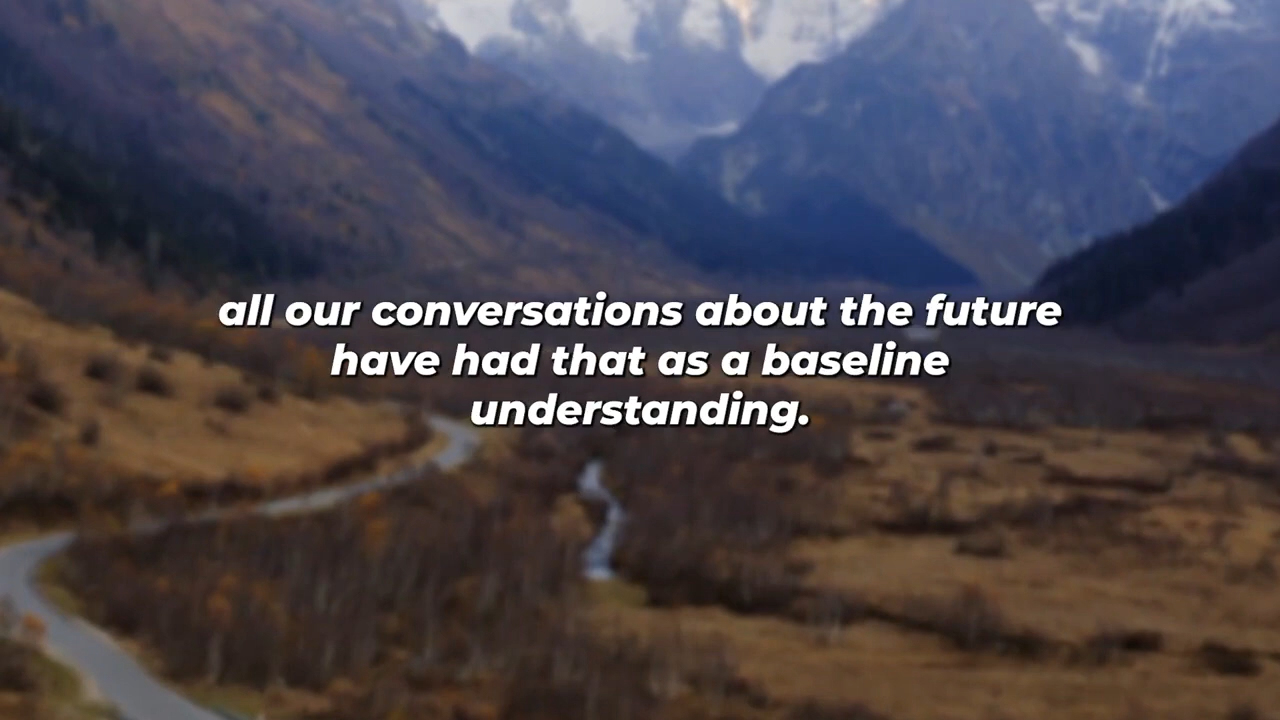 all our conversations about the future
have had that as a baseline
understanding.